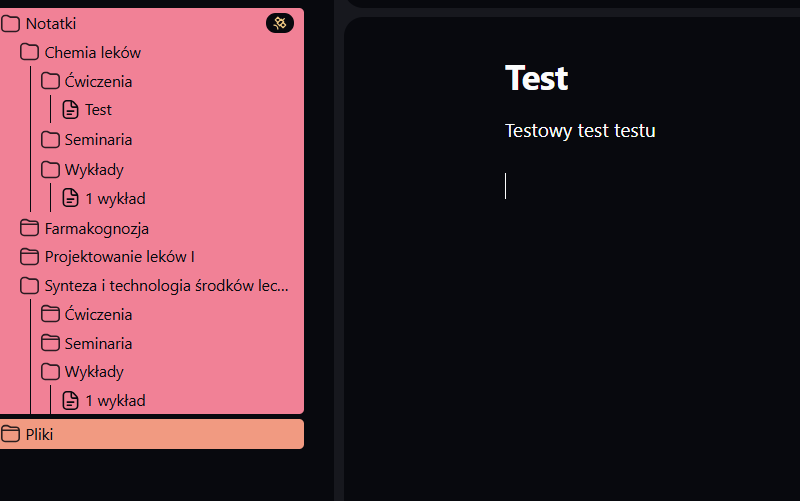 Notatki
Chemia leków
Ćwiczenia
Test
Seminaria
Wykłady
1 wykład
Farmakognozja
Projektowanie leków I
Synteza i technologia środków lec...
Ćwiczenia
Seminaria
Wykłady
1 wykład
Pliki
Test
Testowy test testu